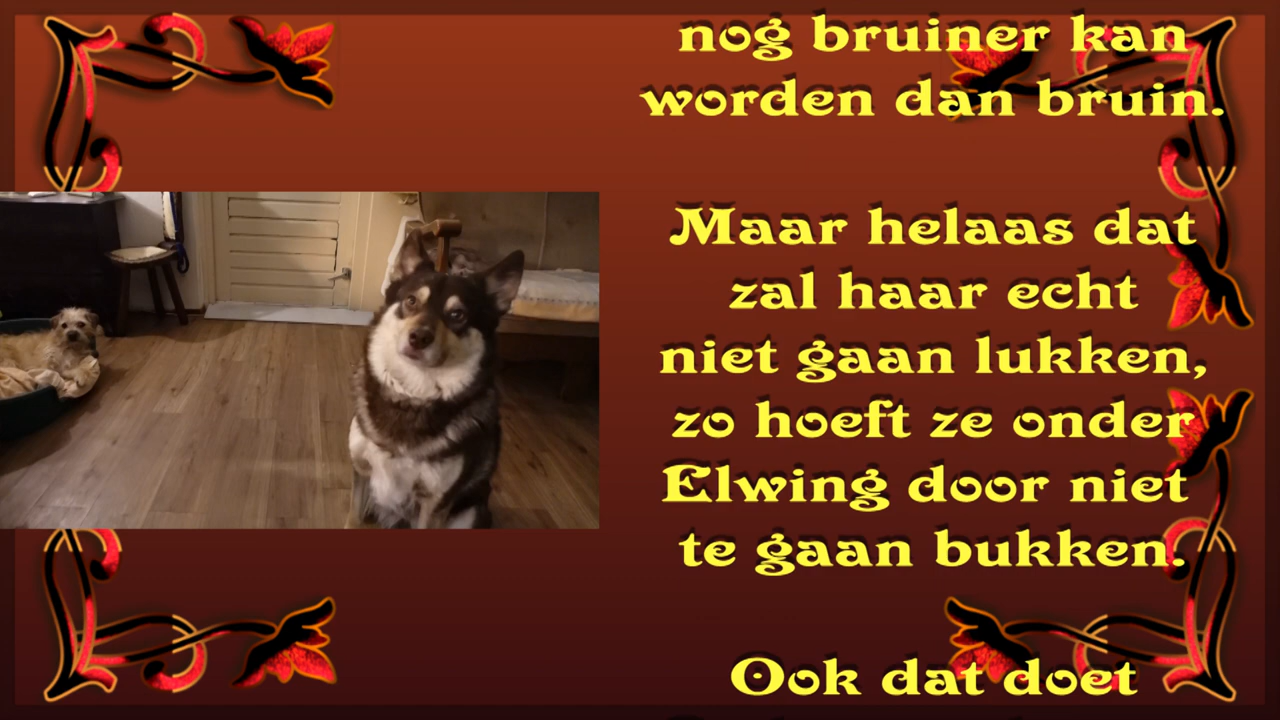 nog bruiner kan
worden dan bruin.
Maar helaas dat
zal haar echt
niet gaan lukken,
zo hoeft ze onder
Elwing door niet
te gaan bukken.
Ook dat doet